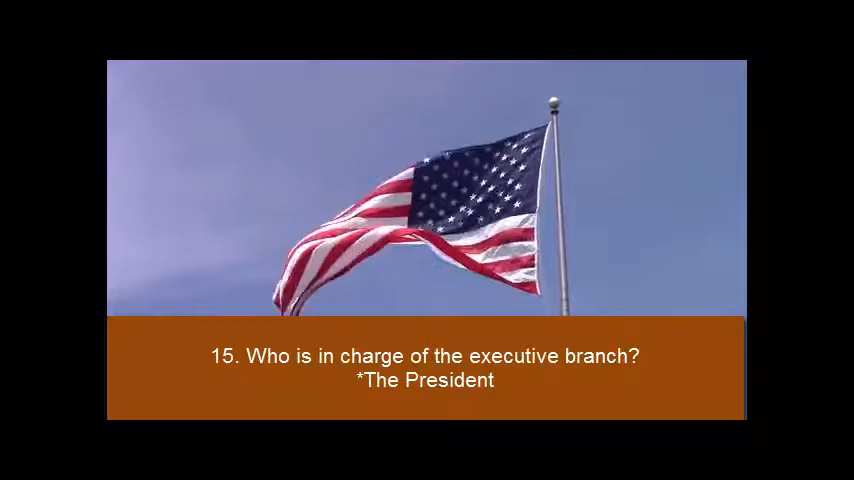 15. Who is in charge of the executive branch?
*The President